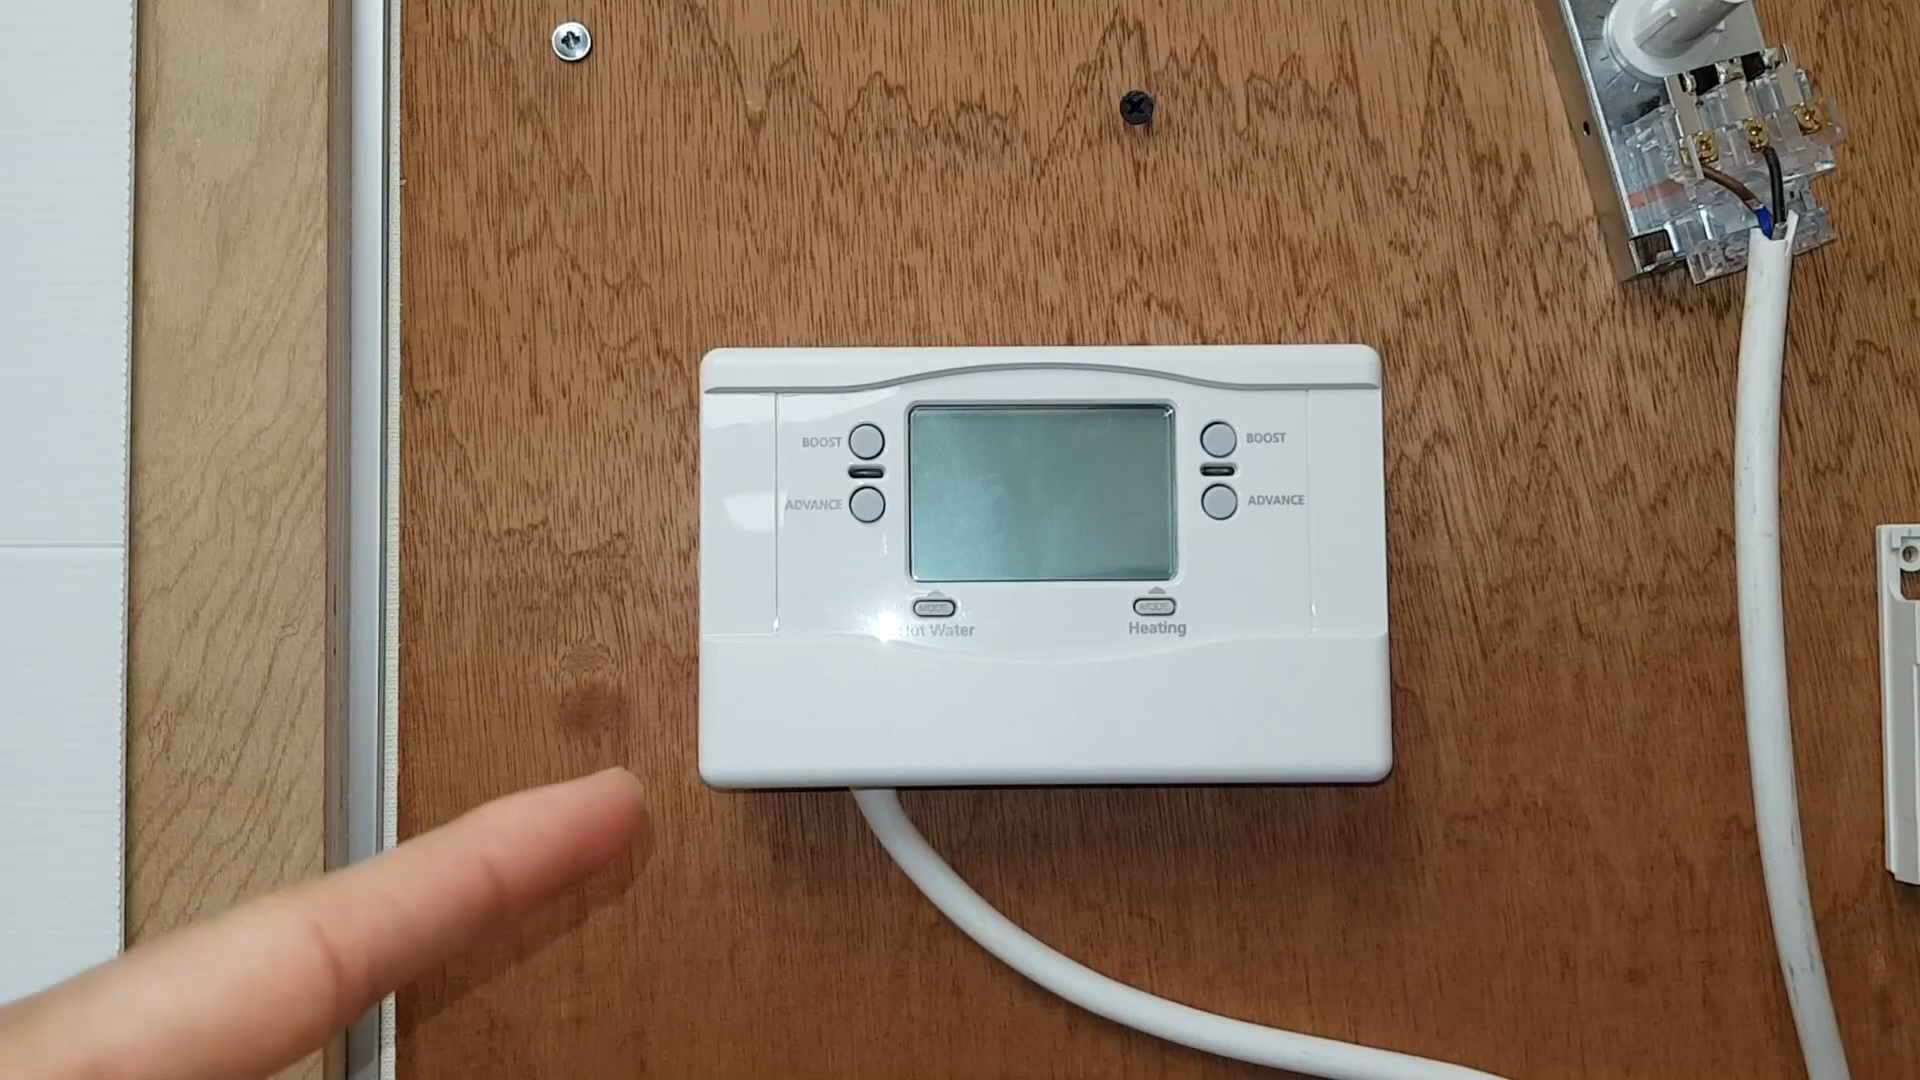 BOOST
BOOST
ADVANCE
ADVANCE
MODE
MODE
Hot Water
Heating